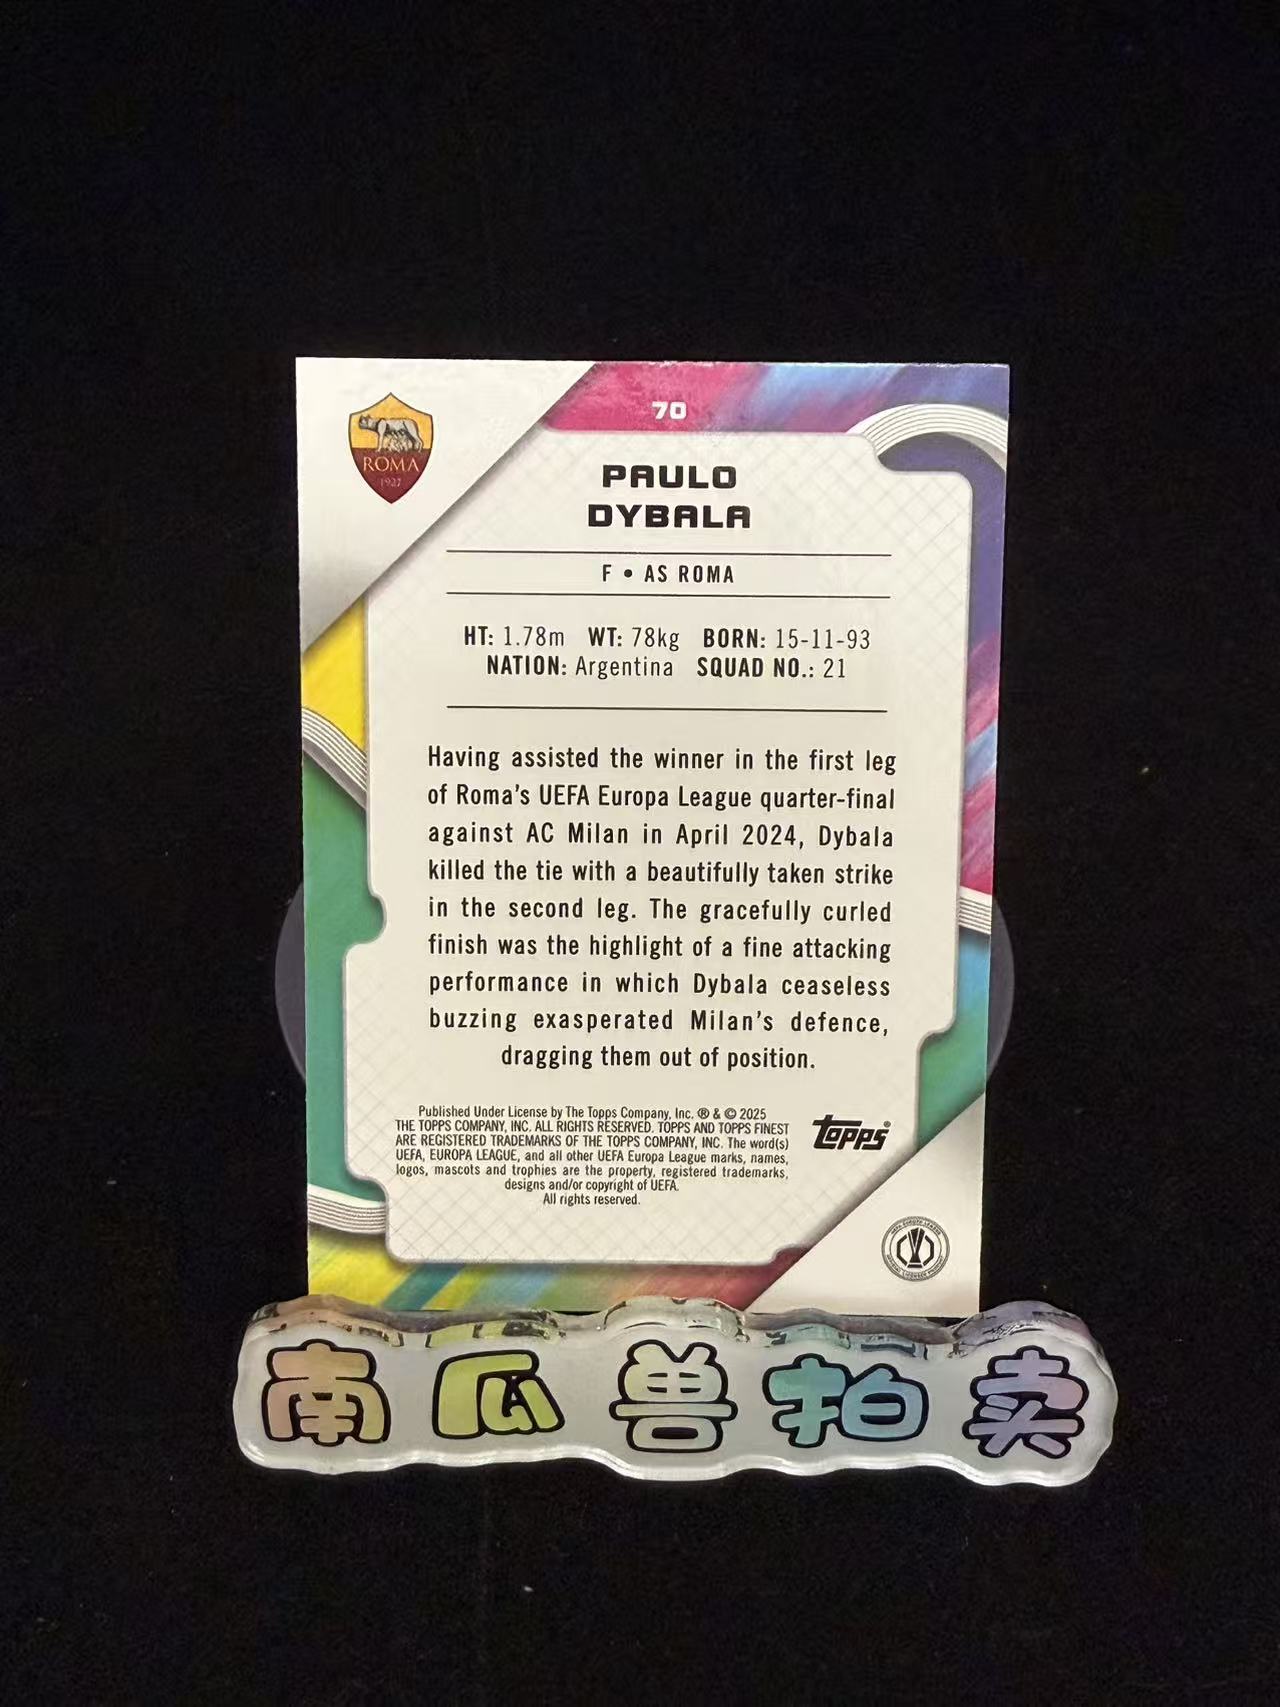 70
ROMA
1927
PAULO
DYBALA
F • AS ROMA
HT: 1.78m WT: 78kg BORN: 15-11-93
NATION: Argentina SQUAD NO.: 21
Having assisted the winner in the first leg
of Roma's UEFA Europa League quarter-final
against AC Milan in April 2024, Dybala
killed the tie with a beautifully taken strike
in the second leg. The gracefully curled
finish was the highlight of a fine attacking
performance in which Dybala ceaseless
buzzing exasperated Milan's defence,
dragging them out of position.
Published Under License by The Topps Company, Inc. ® & © 2025
THE TOPPS COMPANY, INC. ALL RIGHTS RESERVED. TOPPS AND TOPPS FINEST
ARE REGISTERED TRADEMARKS OF THE TOPPS COMPANY, INC. The word(s)
UEFA, EUROPA LEAGUE, and all other UEFA Europa League marks, names,
logos, mascots and trophies are the property, registered trademarks,
designs and/or copyright of UEFA.
All rights reserved.
topps®
UEFA EUROPA LEAGUE
OFFICIAL LICENSED PRODUCT
南瓜兽拍卖